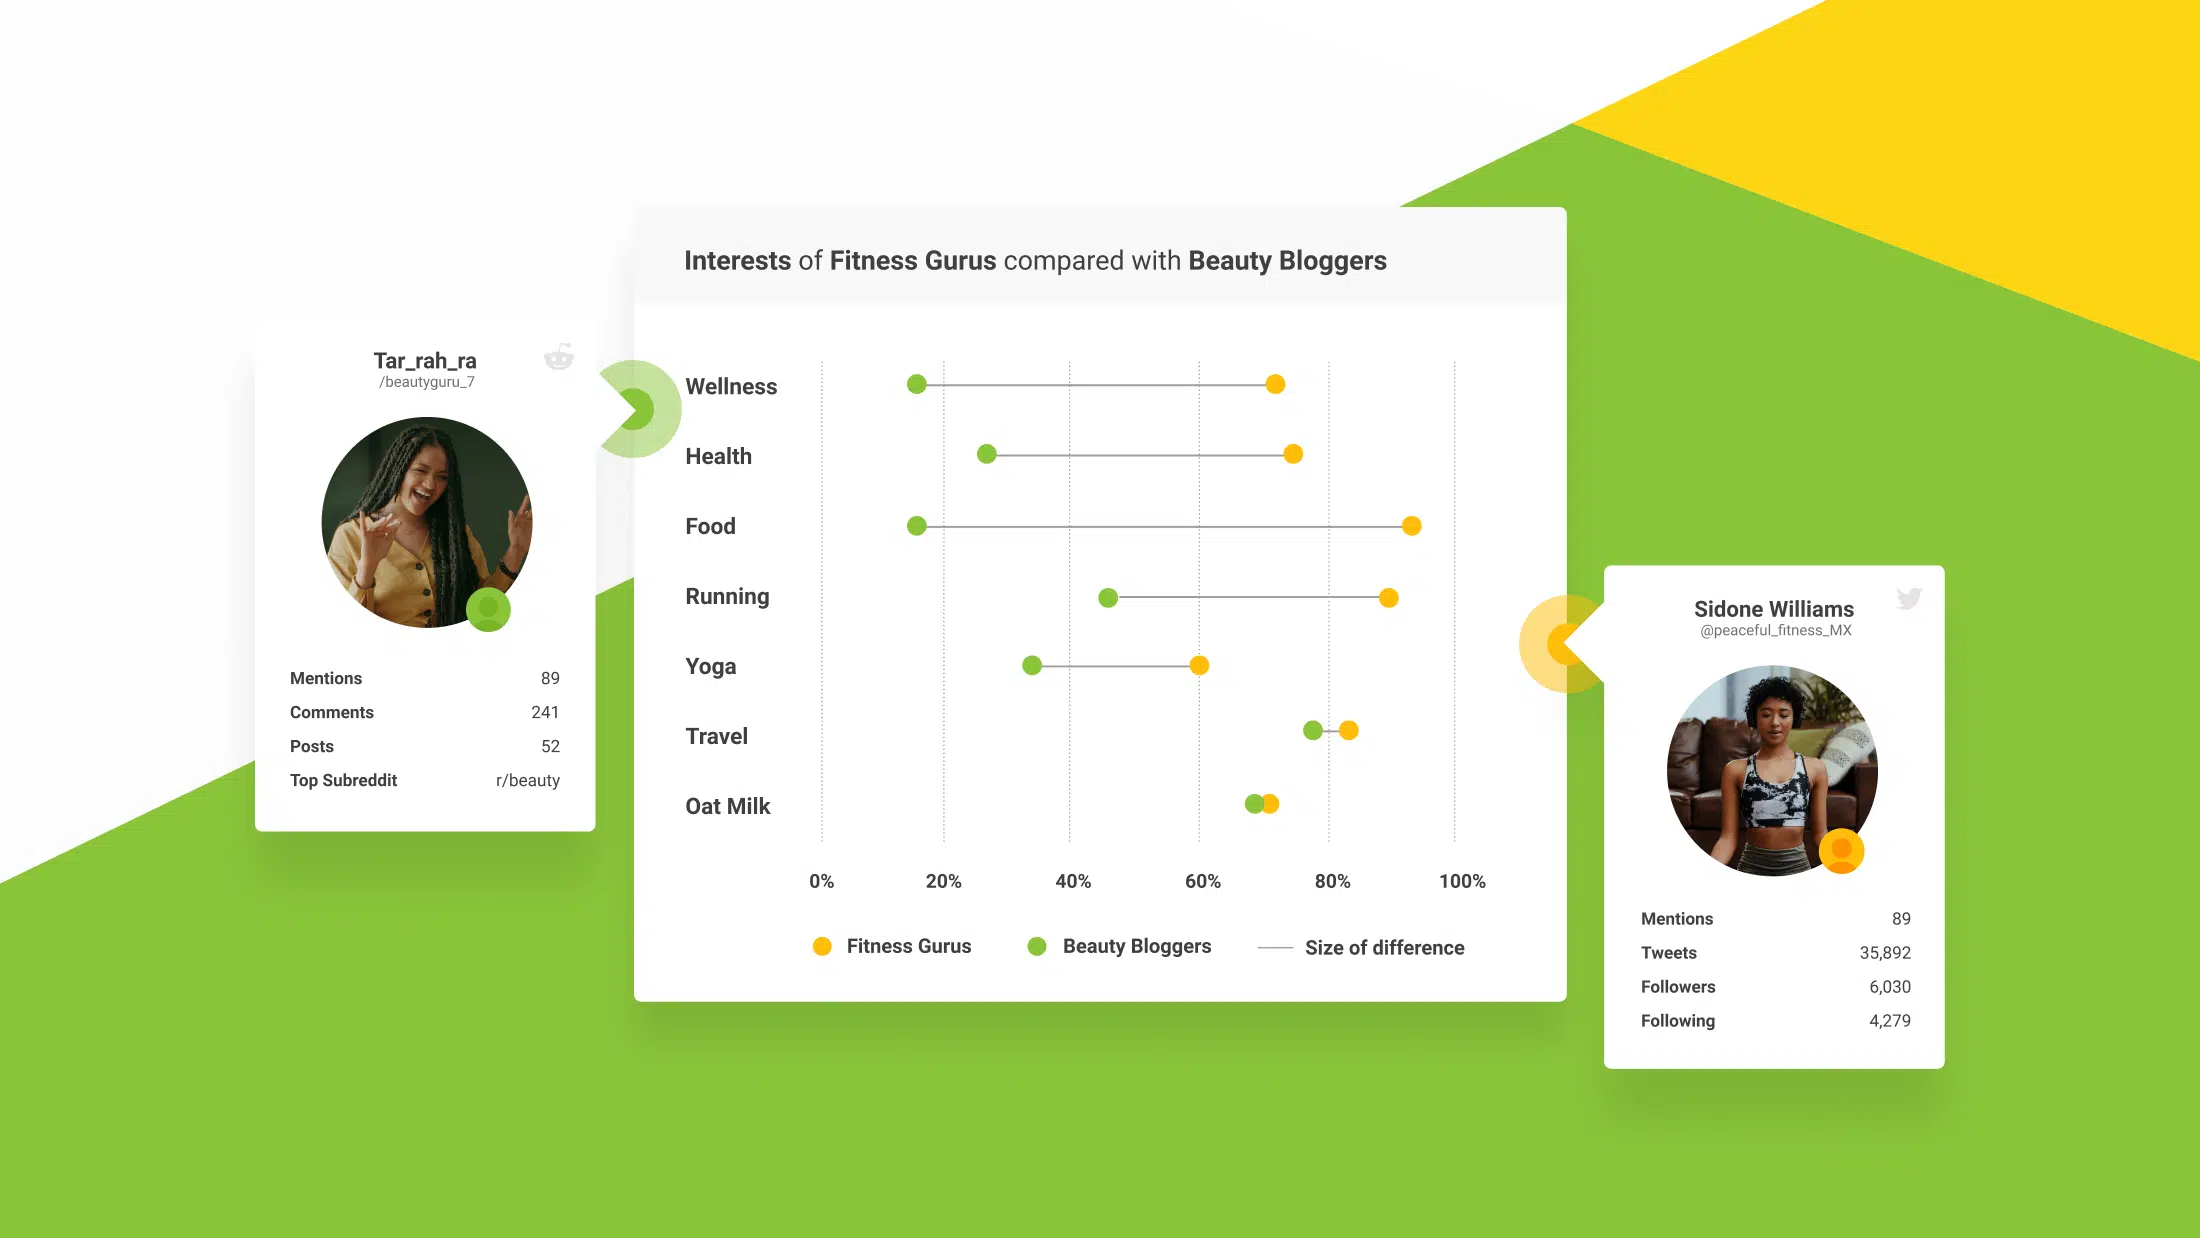 Interests of Fitness Gurus compared with Beauty Bloggers
Tar_rah_ra
/beautyguru_7
Mentions 89
Comments 241
Posts 52
Top Subreddit r/beauty
Wellness
Health
Food
Running
Yoga
Travel
Oat Milk
0% 20% 40% 60% 80% 100%
Fitness Gurus Beauty Bloggers Size of difference
Sidone Williams
@peaceful_fitness_MX
Mentions 89
Tweets 35,892
Followers 6,030
Following 4,279